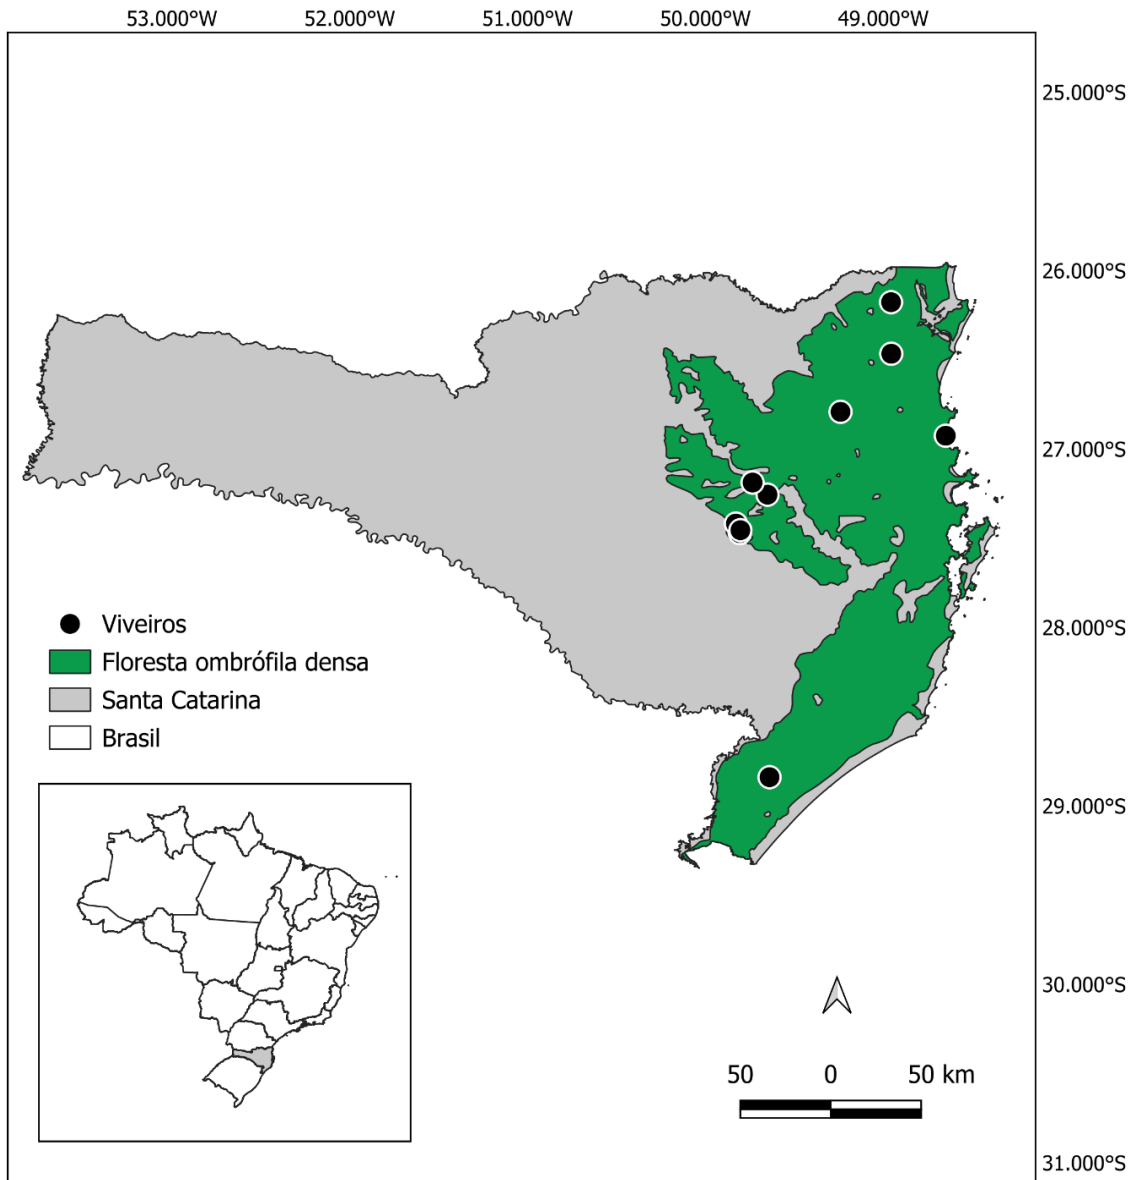 53.000°W 52.000°W 51.000°W 50.000°W 49.000°W
25.000°S
26.000°S
27.000°S
28.000°S
29.000°S
30.000°S
31.000°S
Viveiros
Floresta ombrófila densa
Santa Catarina
Brasil
50 0 50 km